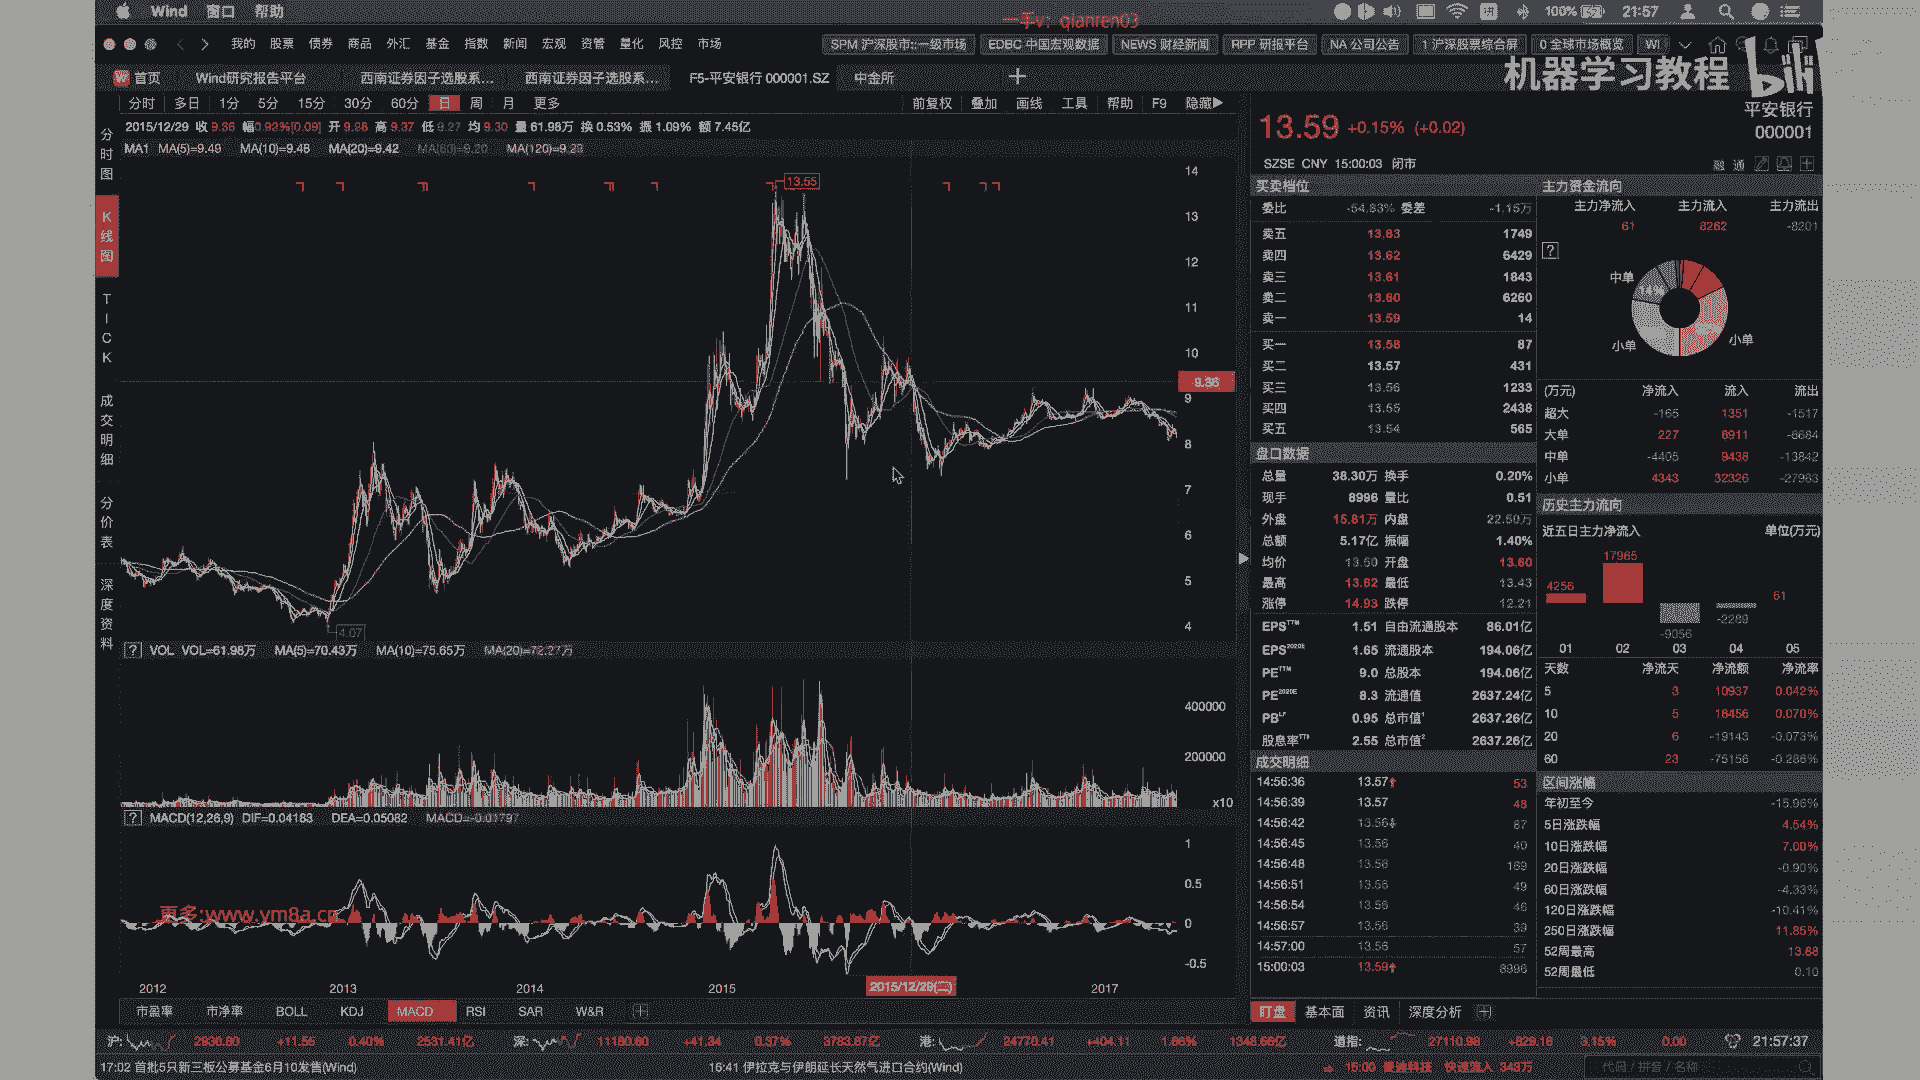 Wind 窗口 帮助
一手v: qianren03
100% 21:57
我的 股票 债券 商品 外汇 基金 指数 新闻 宏观 资管 量化 风控 市场
SPM 沪深股市::一级市场 EDBC 中国宏观数据 NEWS 财经新闻 RPP 研报平台 NA 公司公告 1 沪深股票综合屏 0 全球市场概览 WI
机器学习教程 bili
首页 Wind研究报告平台 西南证券因子选股系... 西南证券因子选股系... F5-平安银行 000001.SZ 中金所
分时 多日 1分 5分 15分 30分 60分 日 周 月 更多 前复权 叠加 画线 工具 帮助 F9 隐藏▶
2015/12/29 收 9.36 幅0.93%[0.09] 开 9.26 高 9.37 低 9.27 均 9.30 量 61.98万 换 0.53% 振 1.09% 额 7.45亿
MA1 MA(5)=9.49 MA(10)=9.48 MA(20)=9.42 MA(60)=9.20 MA(120)=9.29
分时图
K线图
TICK
成交明细
分价表
深度资料
13.55
14
13
12
11
10
9.36
9
8
7
6
5
4
4.07
VOL VOL=61.98万 MA(5)=70.43万 MA(10)=75.65万 MA(20)=72.27万
400000
200000
x10
MACD(12,26,9) DIF=0.04183 DEA=0.05082 MACD=-0.01797
1
0.5
0
-0.5
更多:www.ym8a.cn
2012 2013 2014 2015 2015/12/29(二) 2017
市盈率 市净率 BOLL KDJ MACD RSI SAR W&R
平安银行
000001
13.59 +0.15% (+0.02)
SZSE CNY 15:00:03 闭市 融 通
买卖档位
委比 -54.83% 委差 -1.15万
卖五 13.63 1749
卖四 13.62 6429
卖三 13.61 1843
卖二 13.60 6260
卖一 13.59 14
买一 13.58 87
买二 13.57 431
买三 13.56 1233
买四 13.55 2438
买五 13.54 565
盘口数据
总量 38.30万 换手 0.20%
现手 8996 量比 0.51
外盘 15.81万 内盘 22.50万
总额 5.17亿 振幅 1.40%
均价 13.50 开盘 13.60
最高 13.62 最低 13.43
涨停 14.93 跌停 12.21
EPSTTM 1.51 自由流通股本 86.01亿
EPS2020E 1.65 流通股本 194.06亿
PETTM 9.0 总股本 194.06亿
PE2020E 8.3 流通值 2637.24亿
PBLF 0.95 总市值1 2637.26亿
股息率TTM 2.55 总市值2 2637.26亿
成交明细
14:56:36 13.57↑ 53
14:56:39 13.57 48
14:56:42 13.56↓ 87
14:56:45 13.56 40
14:56:48 13.56 169
14:56:51 13.56 49
14:56:54 13.56 46
14:56:57 13.56 39
14:57:00 13.56 57
15:00:03 13.59↑ 8996
主力资金流向
主力净流入 主力流入 主力流出
61 8262 -8201
中单
14%
小单
小单
(万元) 净流入 流入 流出
超大 -165 1351 -1517
大单 227 6911 -6684
中单 -4405 9438 -13842
小单 4343 32326 -27983
历史主力流向
近五日主力净流入 单位(万元)
4256 17965 -9056 -2289 61
01 02 03 04 05
天数 净流天 净流额 净流率
5 3 10937 0.042%
10 5 18456 0.070%
20 6 -19143 -0.073%
60 23 -75156 -0.286%
区间涨幅
年初至今 -15.96%
5日涨跌幅 4.54%
10日涨跌幅 7.00%
20日涨跌幅 -0.90%
60日涨跌幅 -4.33%
120日涨跌幅 -10.41%
250日涨跌幅 11.85%
52周最高 13.68
52周最低 0.10
盯盘 基本面 资讯 深度分析
沪: 2930.80 +11.55 0.40% 2531.41亿 深: 11180.60 +41.34 0.37% 3783.87亿 港: 24770.41 +404.11 1.66% 1348.66亿 道指: 27110.98 +829.16 3.15% 0.00 21:57:37
17:02 首批5只新三板公募基金6月10发售(Wind) 16:41 伊拉克与伊朗延长天然气进口合约(Wind) 15:00 快速流入 343万 代码 / 拼音 / 名称